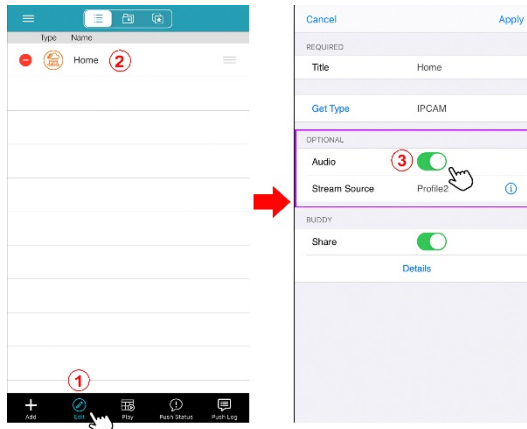 Type Name
Home
2
1
Add Edit Play Push Status Push Log
Cancel Apply
REQUIRED
Title Home
Get Type IPCAM
OPTIONAL
Audio 3
Stream Source Profile2 i
BUDDY
Share
Details